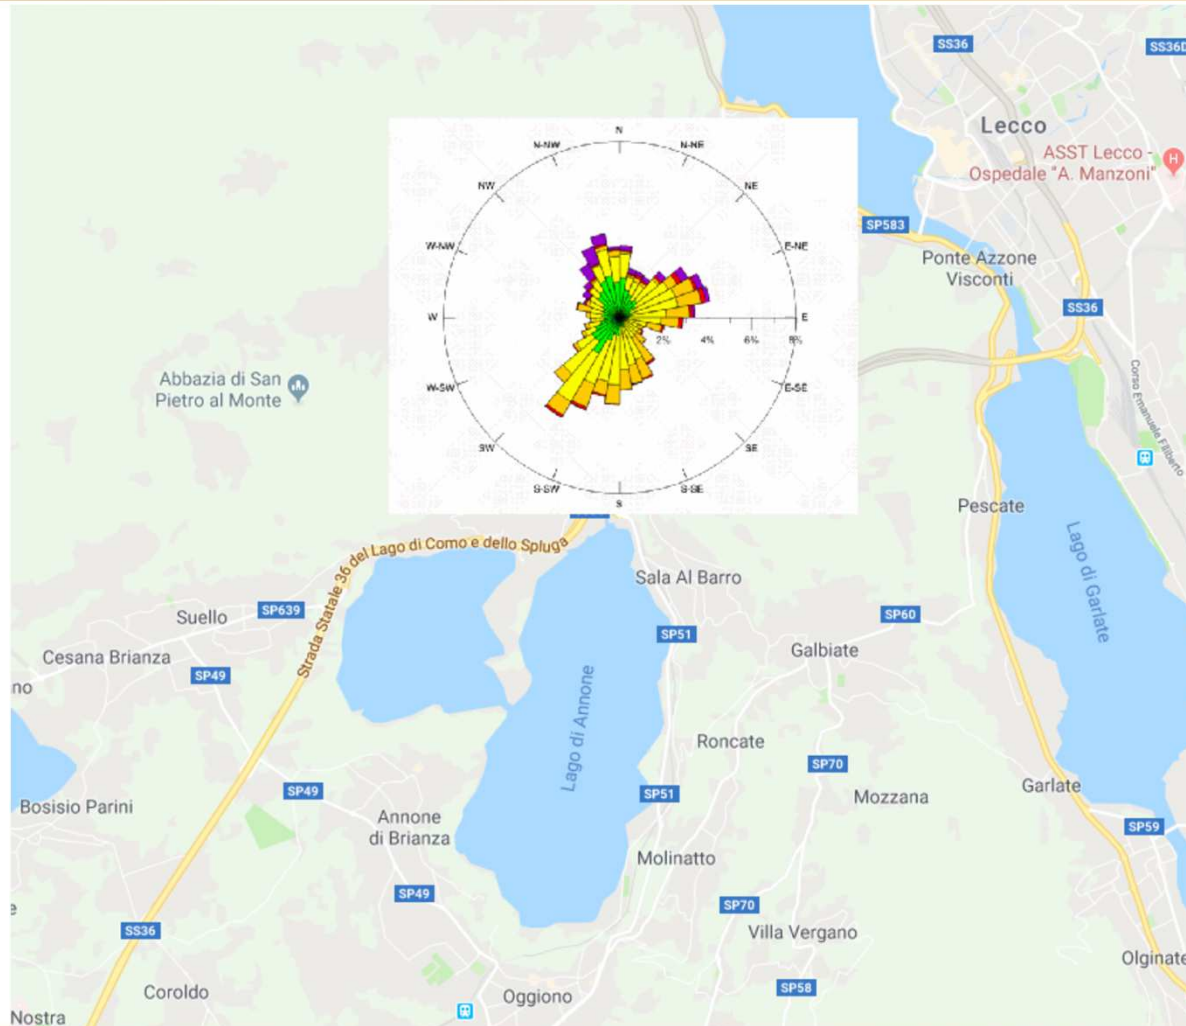 SS36
SS36D
Lecco
ASST Lecco -
Ospedale "A. Manzoni"
H
SP583
Ponte Azzone
Visconti
SS36
N
N-NW
N-NE
NW
NE
W-NW
E-NE
W
E
2%
4%
6%
8%
W-SW
E-SE
SW
SE
S-SW
S-SE
S
Abbazia di San
Pietro al Monte
Corso Emanuele Filiberto
Pescate
Strada Statale 36 del Lago di Como e dello Spluga
Lago di Garlate
Sala Al Barro
SP639
Suello
SP60
SP51
Cesana Brianza
Galbiate
SP49
no
Lago di Annone
Roncate
SP70
SP49
SP51
Garlate
Mozzana
Bosisio Parini
Annone
di Brianza
SP59
Molinatto
SP49
SP70
SS36
Villa Vergano
Olginate
SP58
Coroldo
Oggiono
Nostra